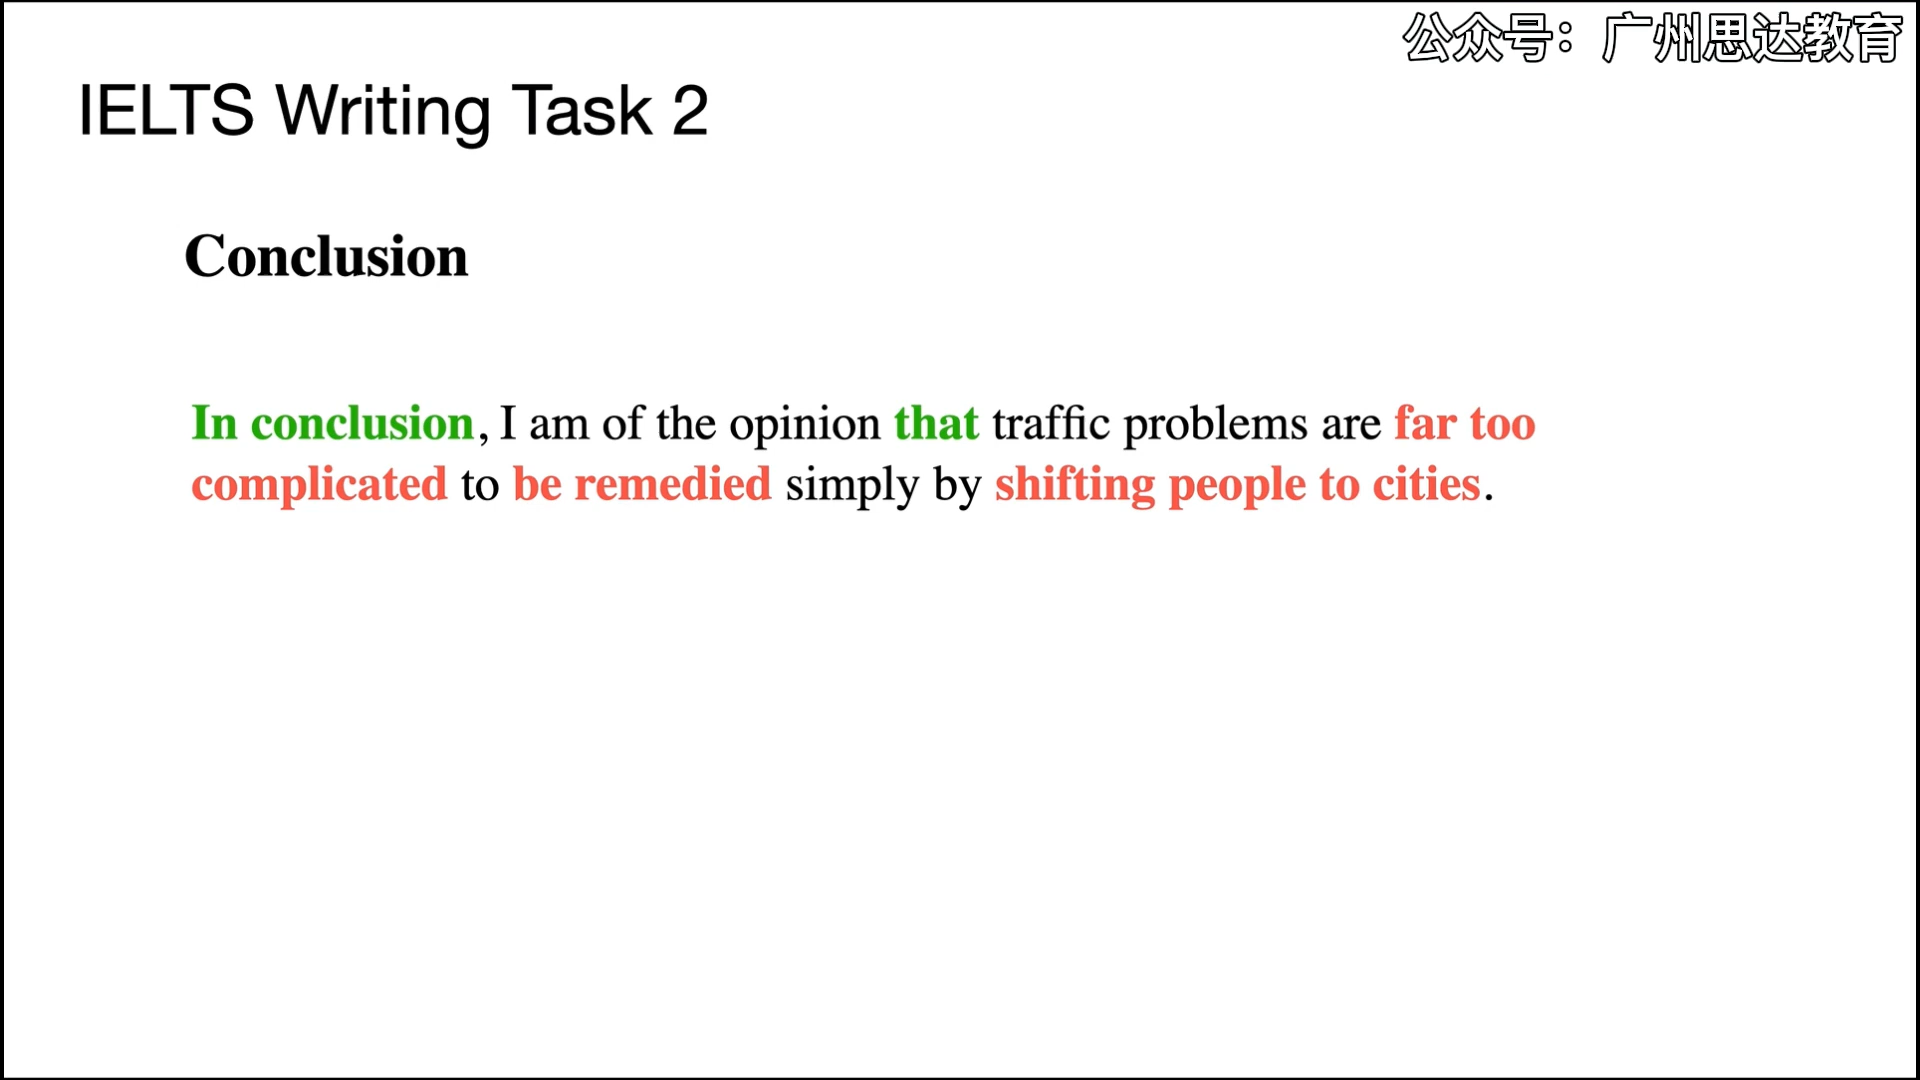 公众号：广州思达教育
IELTS Writing Task 2
Conclusion
In conclusion, I am of the opinion that traffic problems are far too
complicated to be remedied simply by shifting people to cities.